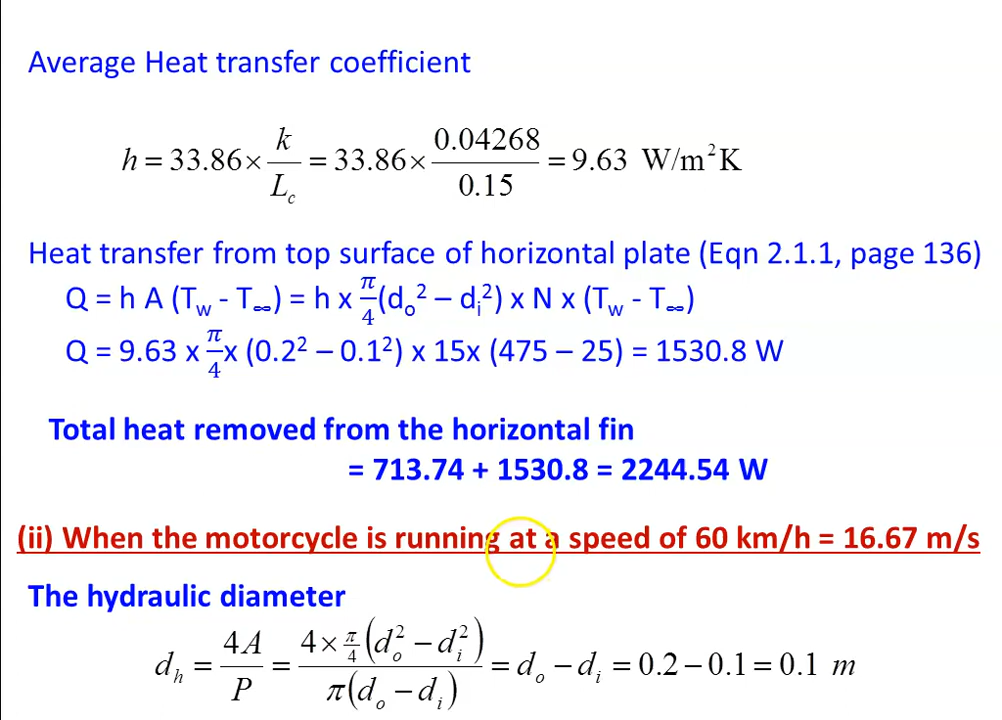 Average Heat transfer coefficient
h = 33.86 × k/L_c = 33.86 × 0.04268/0.15 = 9.63 W/m²K
Heat transfer from top surface of horizontal plate (Eqn 2.1.1, page 136)
Q = h A (T_w - T_∞) = h x π/4 (d_o² – d_i²) x N x (T_w - T_∞)
Q = 9.63 x π/4 x (0.2² – 0.1²) x 15x (475 – 25) = 1530.8 W
Total heat removed from the horizontal fin
= 713.74 + 1530.8 = 2244.54 W
(ii) When the motorcycle is running at a speed of 60 km/h = 16.67 m/s
The hydraulic diameter
d_h = 4A/P = 4 × π/4 (d_o² − d_i²) / π(d_o − d_i) = d_o − d_i = 0.2 − 0.1 = 0.1 m